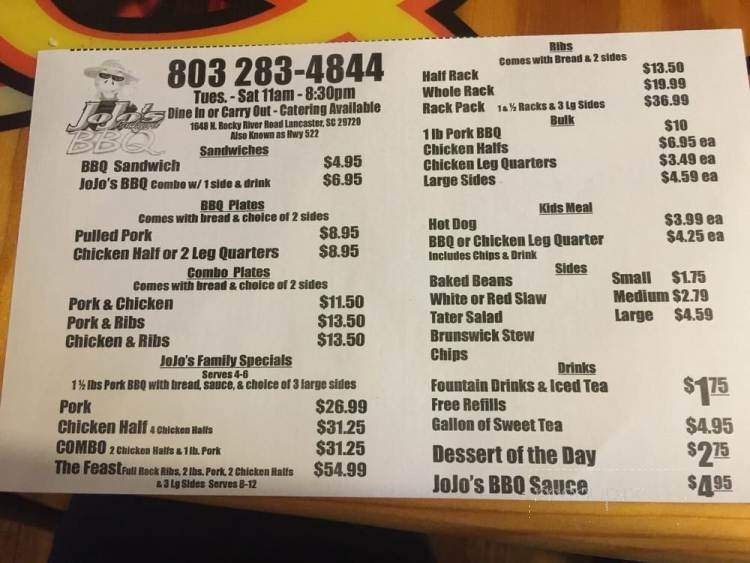 JoJo's
BBQ
803 283-4844
Tues. - Sat 11am - 8:30pm
Dine In or Carry Out - Catering Available
1648 N. Rocky River Road Lancaster, SC 29720
Also Known as Hwy 522
Sandwiches
BBQ Sandwich $4.95
JoJo's BBQ Combo w/ 1 side & drink $6.95
BBQ Plates
Comes with bread & choice of 2 sides
Pulled Pork $8.95
Chicken Half or 2 Leg Quarters $8.95
Combo Plates
Comes with bread & choice of 2 sides
Pork & Chicken $11.50
Pork & Ribs $13.50
Chicken & Ribs $13.50
JoJo's Family Specials
Serves 4-6
1 ½ lbs Pork BBQ with bread, sauce, & choice of 3 large sides
Pork $26.99
Chicken Half 4 Chicken Halfs $31.25
COMBO 2 Chicken Halfs & 1 lb. Pork $31.25
The Feast Full Rock Ribs, 2 lbs. Pork, 2 Chicken Halfs $54.99
& 3 Lg Sides Serves 8-12
Ribs
Comes with Bread & 2 sides
Half Rack $13.50
Whole Rack $19.99
Rack Pack 1 & ½ Racks & 3 Lg Sides $36.99
Bulk
1 lb Pork BBQ $10
Chicken Halfs $6.95 ea
Chicken Leg Quarters $3.49 ea
Large Sides $4.59 ea
Kids Meal
Hot Dog $3.99 ea
BBQ or Chicken Leg Quarter $4.25 ea
Includes Chips & Drink
Sides
Baked Beans Small $1.75
White or Red Slaw Medium $2.79
Tater Salad Large $4.59
Brunswick Stew
Chips
Drinks
Fountain Drinks & Iced Tea $1.75
Free Refills
Gallon of Sweet Tea $4.95
Dessert of the Day $2.75
JoJo's BBQ Sauce $4.95